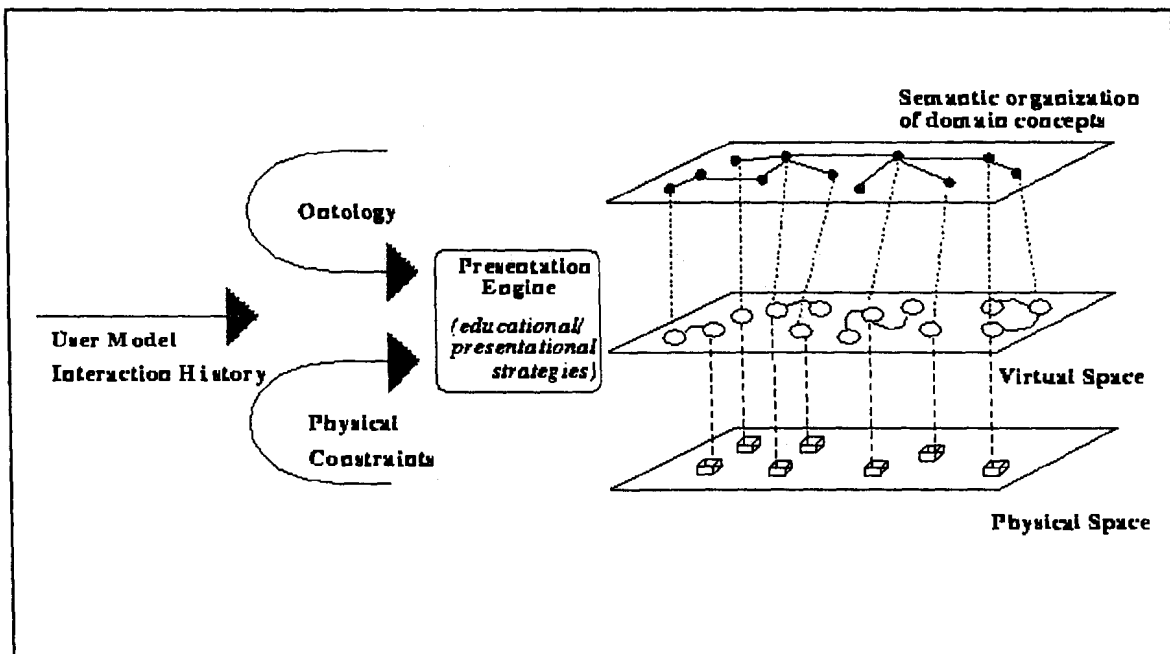 Semantic organization
of domain concepts
Ontology
Presentation
Engine
(educational/
presentational
strategies)
User Model
Interaction History
Virtual Space
Physical
Constraints
Physical Space